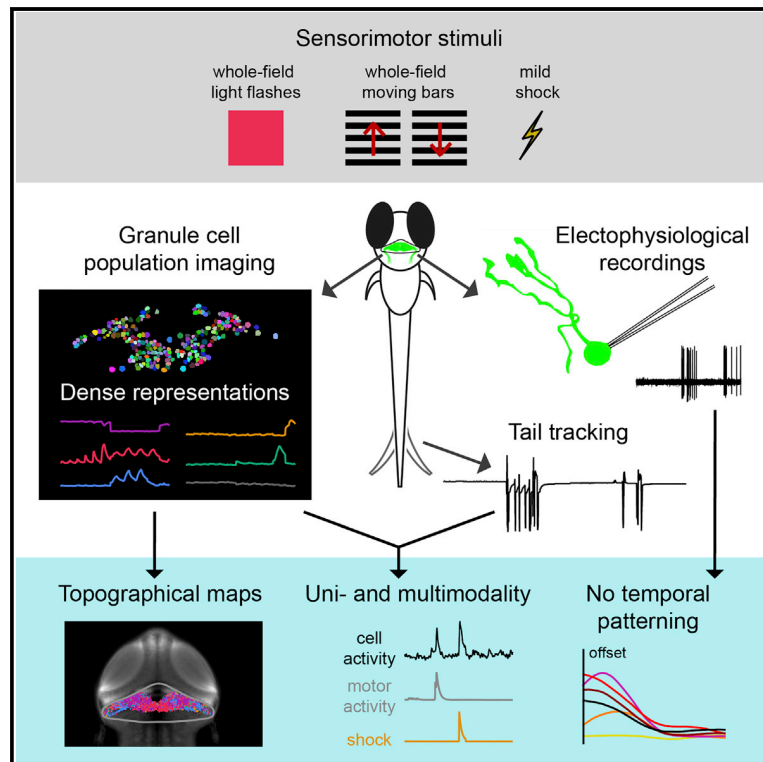 Sensorimotor stimuli
whole-field
light flashes
whole-field
moving bars
mild
shock
Granule cell
population imaging
Dense representations
Electophysiological
recordings
Tail tracking
Topographical maps
Uni- and multimodality
cell
activity
motor
activity
shock
No temporal
patterning
offset